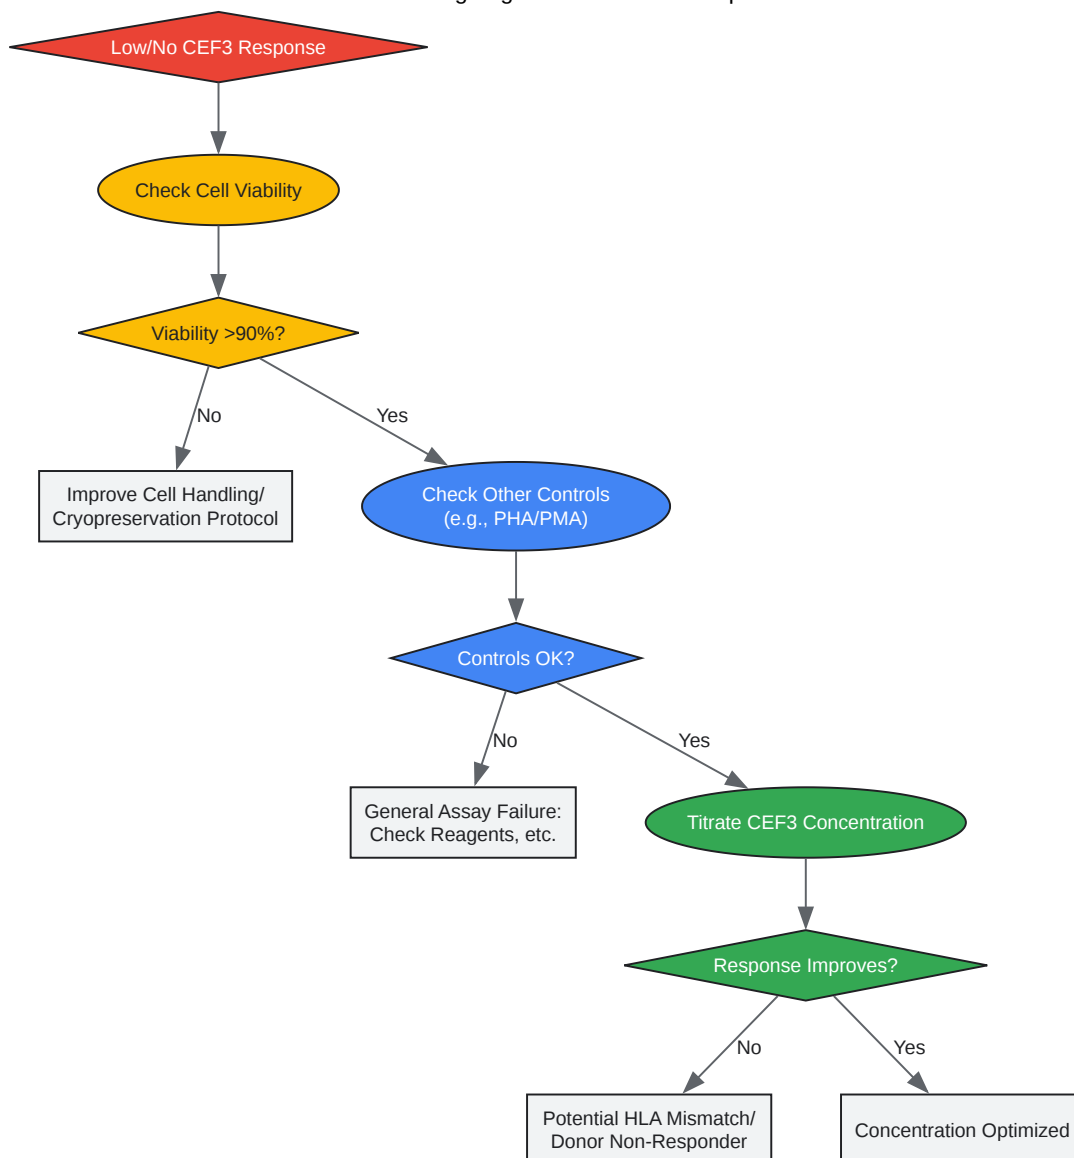 Low/No CEF3 Response
Check Cell Viability
Viability >90%?
No
Yes
Improve Cell Handling/
Cryopreservation Protocol
Check Other Controls
(e.g., PHA/PMA)
Controls OK?
No
Yes
General Assay Failure:
Check Reagents, etc.
Titrate CEF3 Concentration
Response Improves?
No
Yes
Potential HLA Mismatch/
Donor Non-Responder
Concentration Optimized